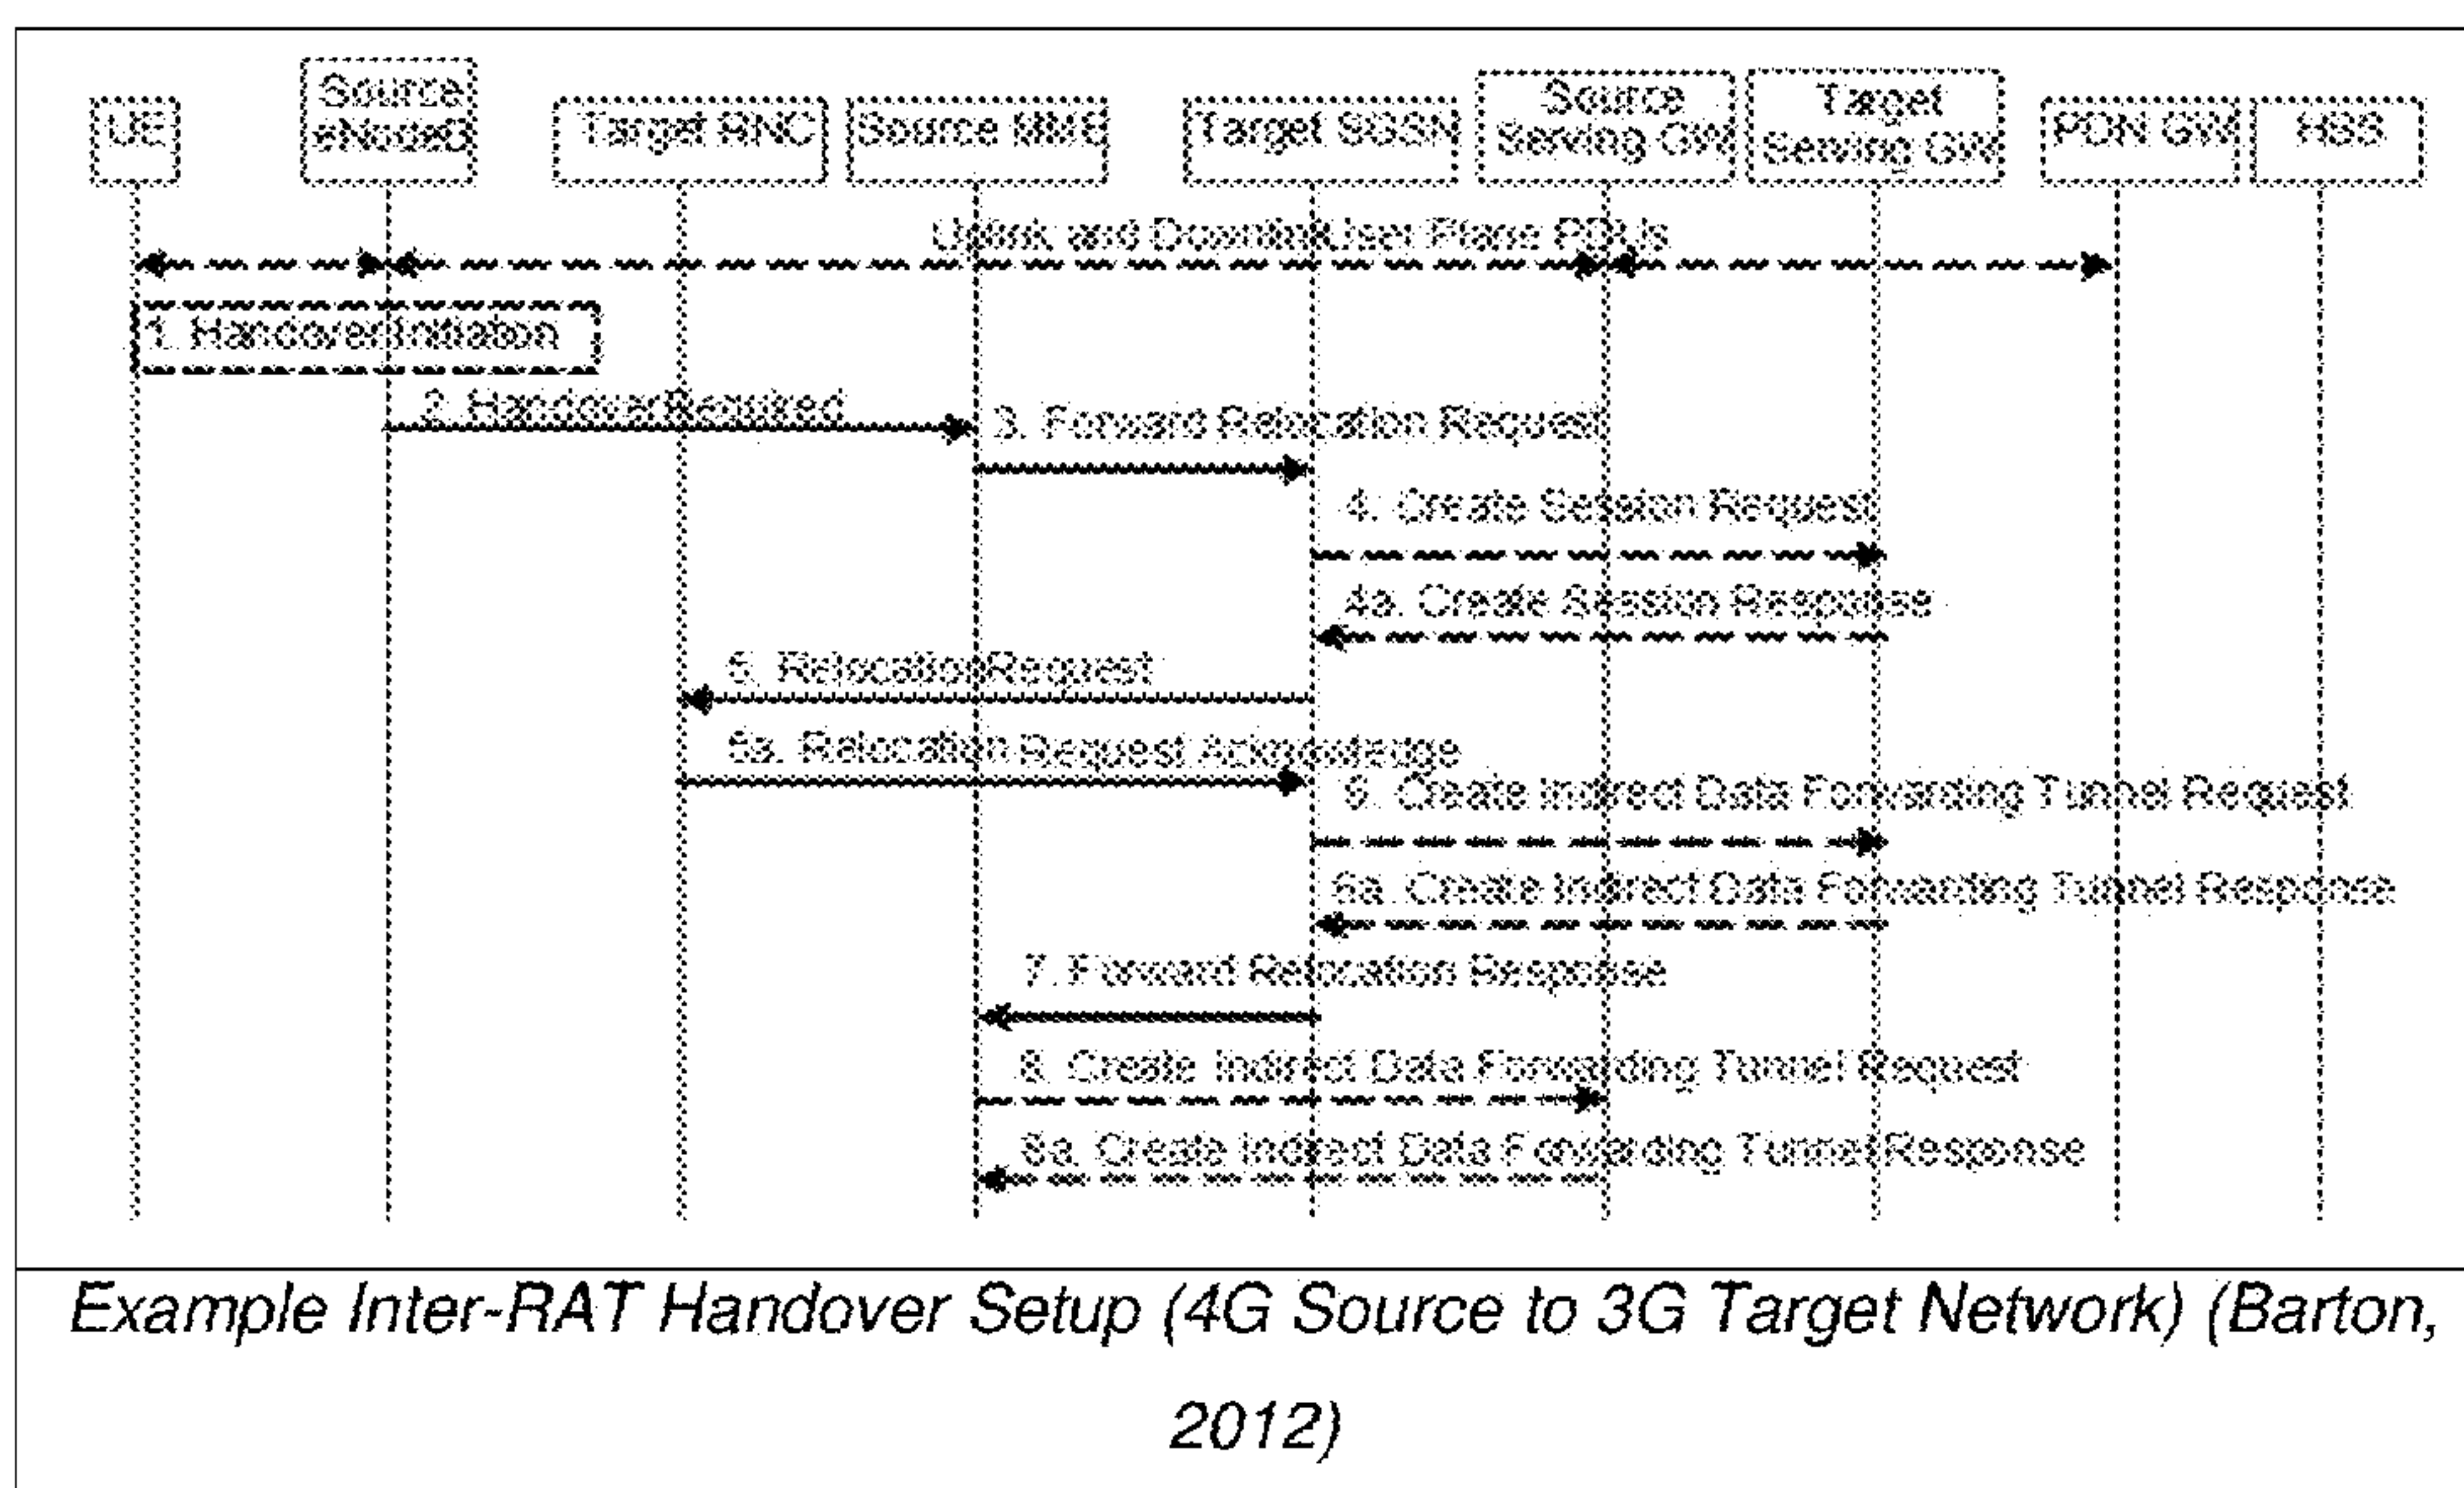 UE
Source
eNodeB
Target RNC
Source MME
Target SGSN
Source
Serving GW
Target
Serving GW
PDN GW
HSS
Uplink and Downlink User Plane PDUs
1. Handover Initiation
2. Handover Required
3. Forward Relocation Request
4. Create Session Request
4a. Create Session Response
5. Relocation Request
5a. Relocation Request Acknowledge
6. Create Indirect Data Forwarding Tunnel Request
6a. Create Indirect Data Forwarding Tunnel Response
7. Forward Relocation Response
8. Create Indirect Data Forwarding Tunnel Request
8a. Create Indirect Data Forwarding Tunnel Response
Example Inter-RAT Handover Setup (4G Source to 3G Target Network) (Barton,
2012)